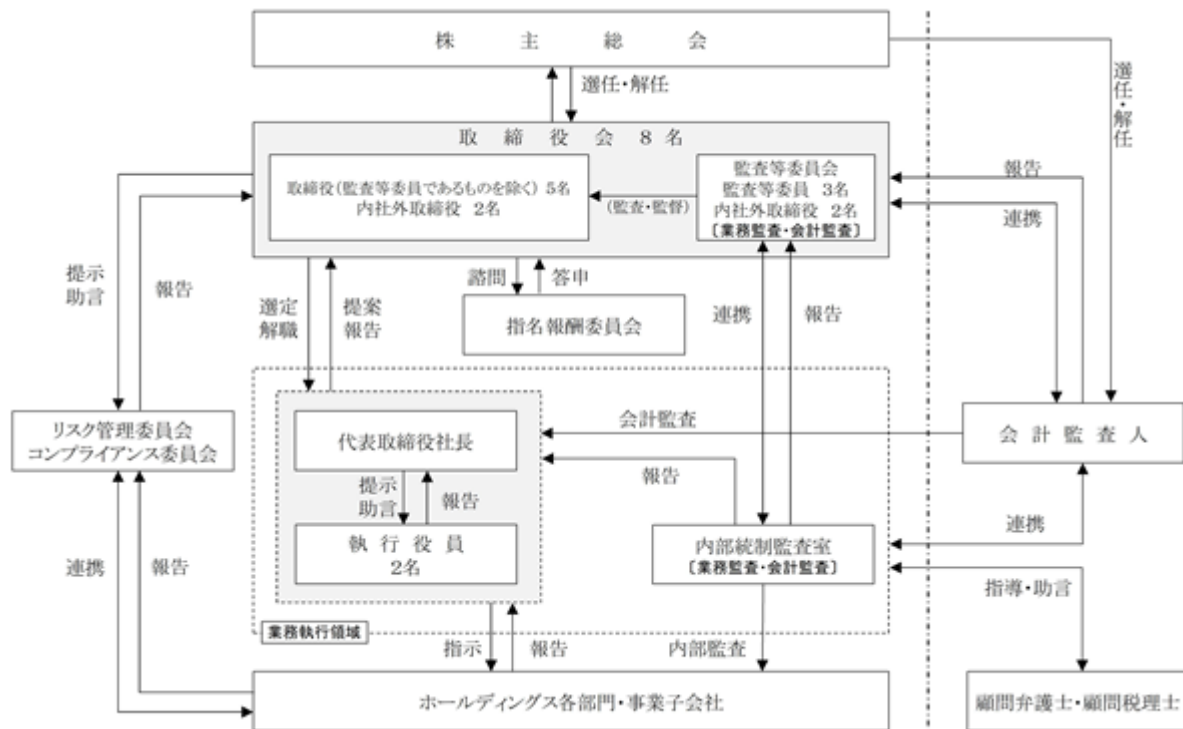 株主総会
選任・解任
選任・解任
取締役会 8名
取締役(監査等委員であるものを除く) 5名
内社外取締役 2名
(監査・監督)
監査等委員会
監査等委員 3名
内社外取締役 2名
〔業務監査・会計監査〕
報告
連携
提示
助言
報告
選定
解職
提案
報告
諮問
答申
指名報酬委員会
連携
報告
リスク管理委員会
コンプライアンス委員会
代表取締役社長
提示
助言
報告
執行役員
2名
会計監査
報告
会計監査人
内部統制監査室
〔業務監査・会計監査〕
連携
指導・助言
連携
報告
業務執行領域
指示
報告
内部監査
ホールディングス各部門・事業子会社
顧問弁護士・顧問税理士